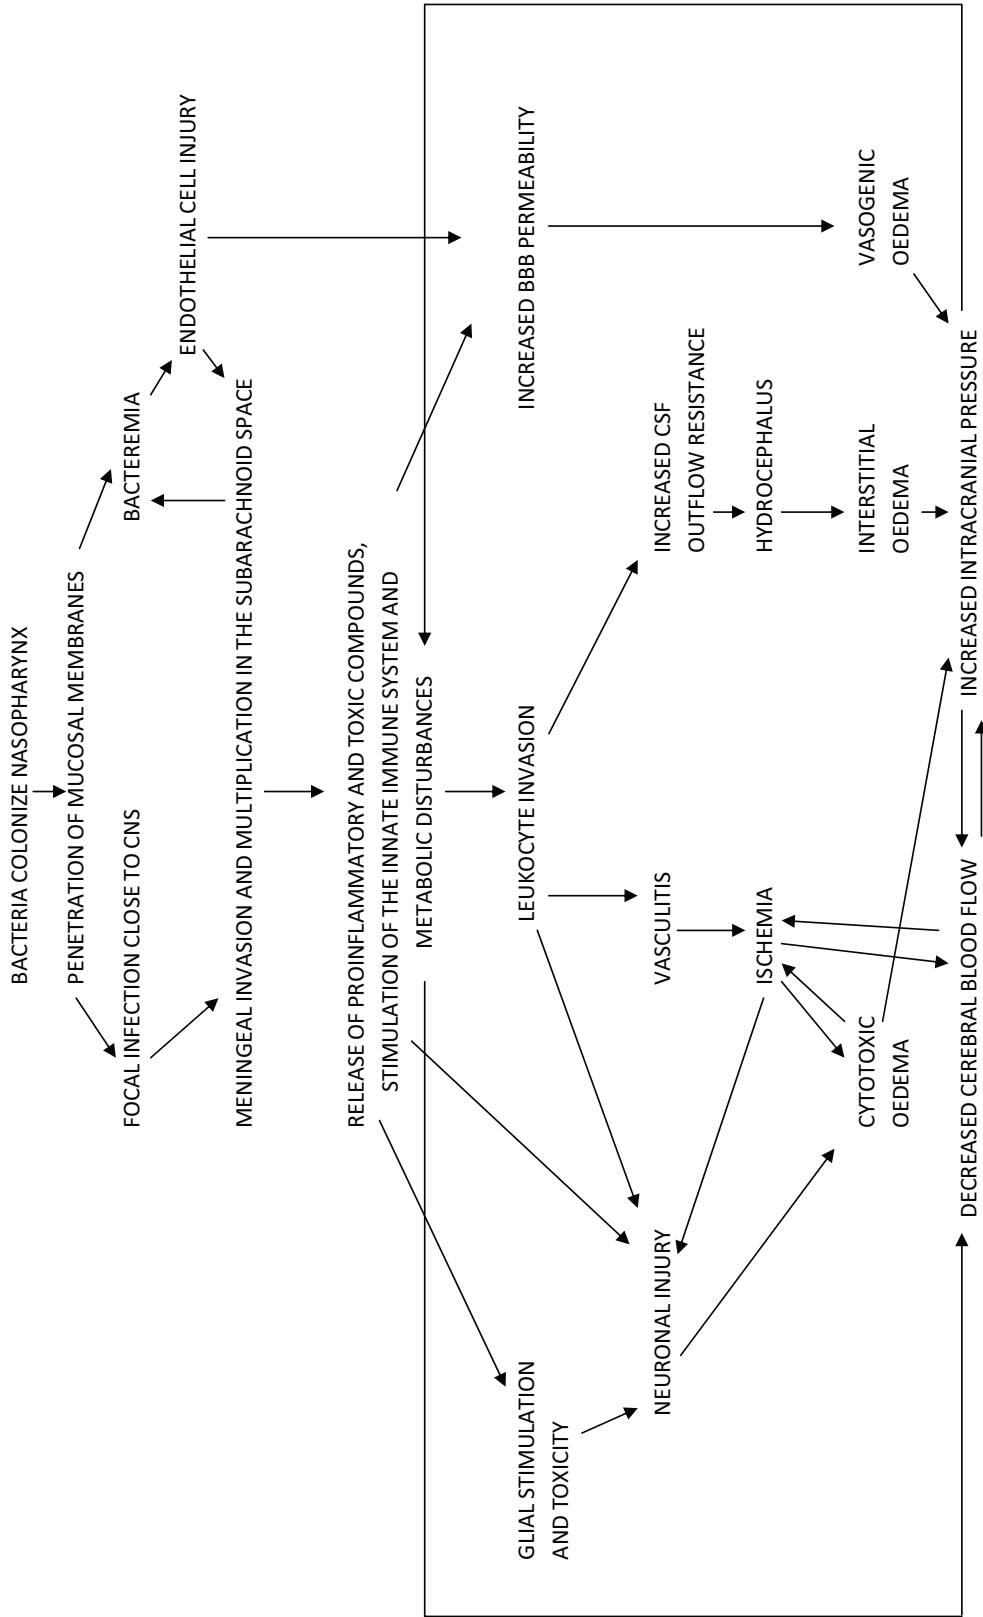 BACTERIA COLONIZE NASOPHARYNX
PENETRATION OF MUCOSAL MEMBRANES
FOCAL INFECTION CLOSE TO CNS
BACTEREMIA
ENDOTHELIAL CELL INJURY
MENINGEAL INVASION AND MULTIPLICATION IN THE SUBARACHNOID SPACE
RELEASE OF PROINFLAMMATORY AND TOXIC COMPOUNDS,
STIMULATION OF THE INNATE IMMUNE SYSTEM AND
METABOLIC DISTURBANCES
GLIAL STIMULATION
AND TOXICITY
LEUKOCYTE INVASION
INCREASED BBB PERMEABILITY
NEURONAL INJURY
VASCULITIS
INCREASED CSF
OUTFLOW RESISTANCE
ISCHEMIA
HYDROCEPHALUS
CYTOTOXIC
OEDEMA
INTERSTITIAL
OEDEMA
VASOGENIC
OEDEMA
DECREASED CEREBRAL BLOOD FLOW
INCREASED INTRACRANIAL PRESSURE